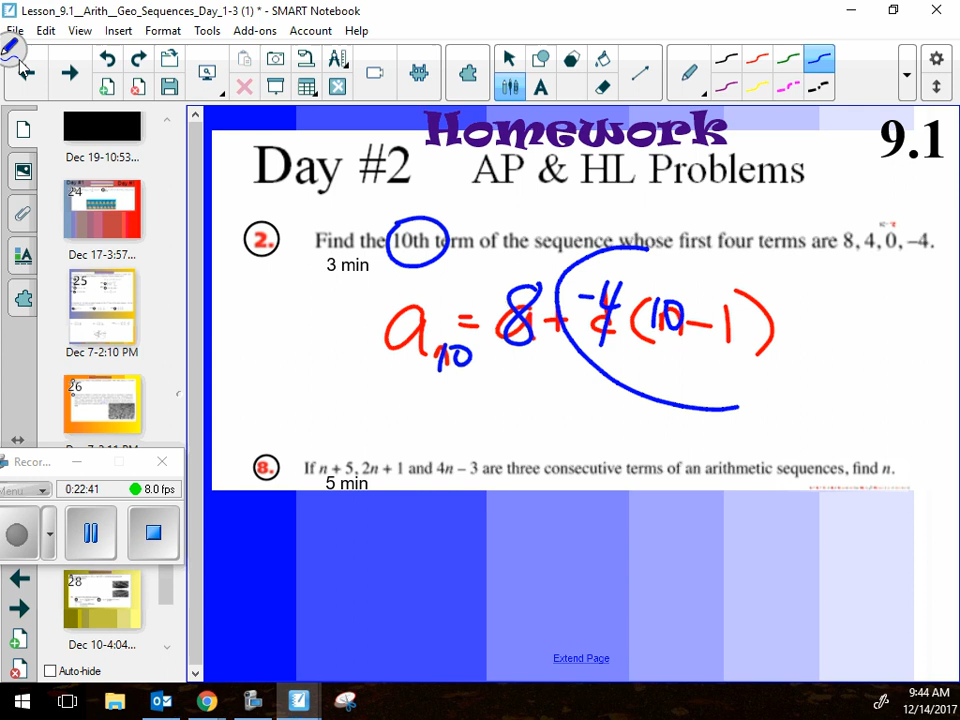 Lesson_9.1__Arith__Geo_Sequences_Day_1-3 (1) * - SMART Notebook
File Edit View Insert Format Tools Add-ons Account Help
Dec 19-10:53...
24
Dec 17-3:57...
25
Dec 7-2:10 PM
26
Dec 7-2:11 PM
Recor...
Menu
0:22:41
8.0 fps
28
Dec 10-4:04...
Auto-hide
Homework
9.1
Day #2 AP & HL Problems
2. Find the 10th term of the sequence whose first four terms are 8, 4, 0, –4.
3 min
a10 = 8 + -4 (10 - 1)
8. If n + 5, 2n + 1 and 4n – 3 are three consecutive terms of an arithmetic sequences, find n.
5 min
Extend Page
9:44 AM
12/14/2017